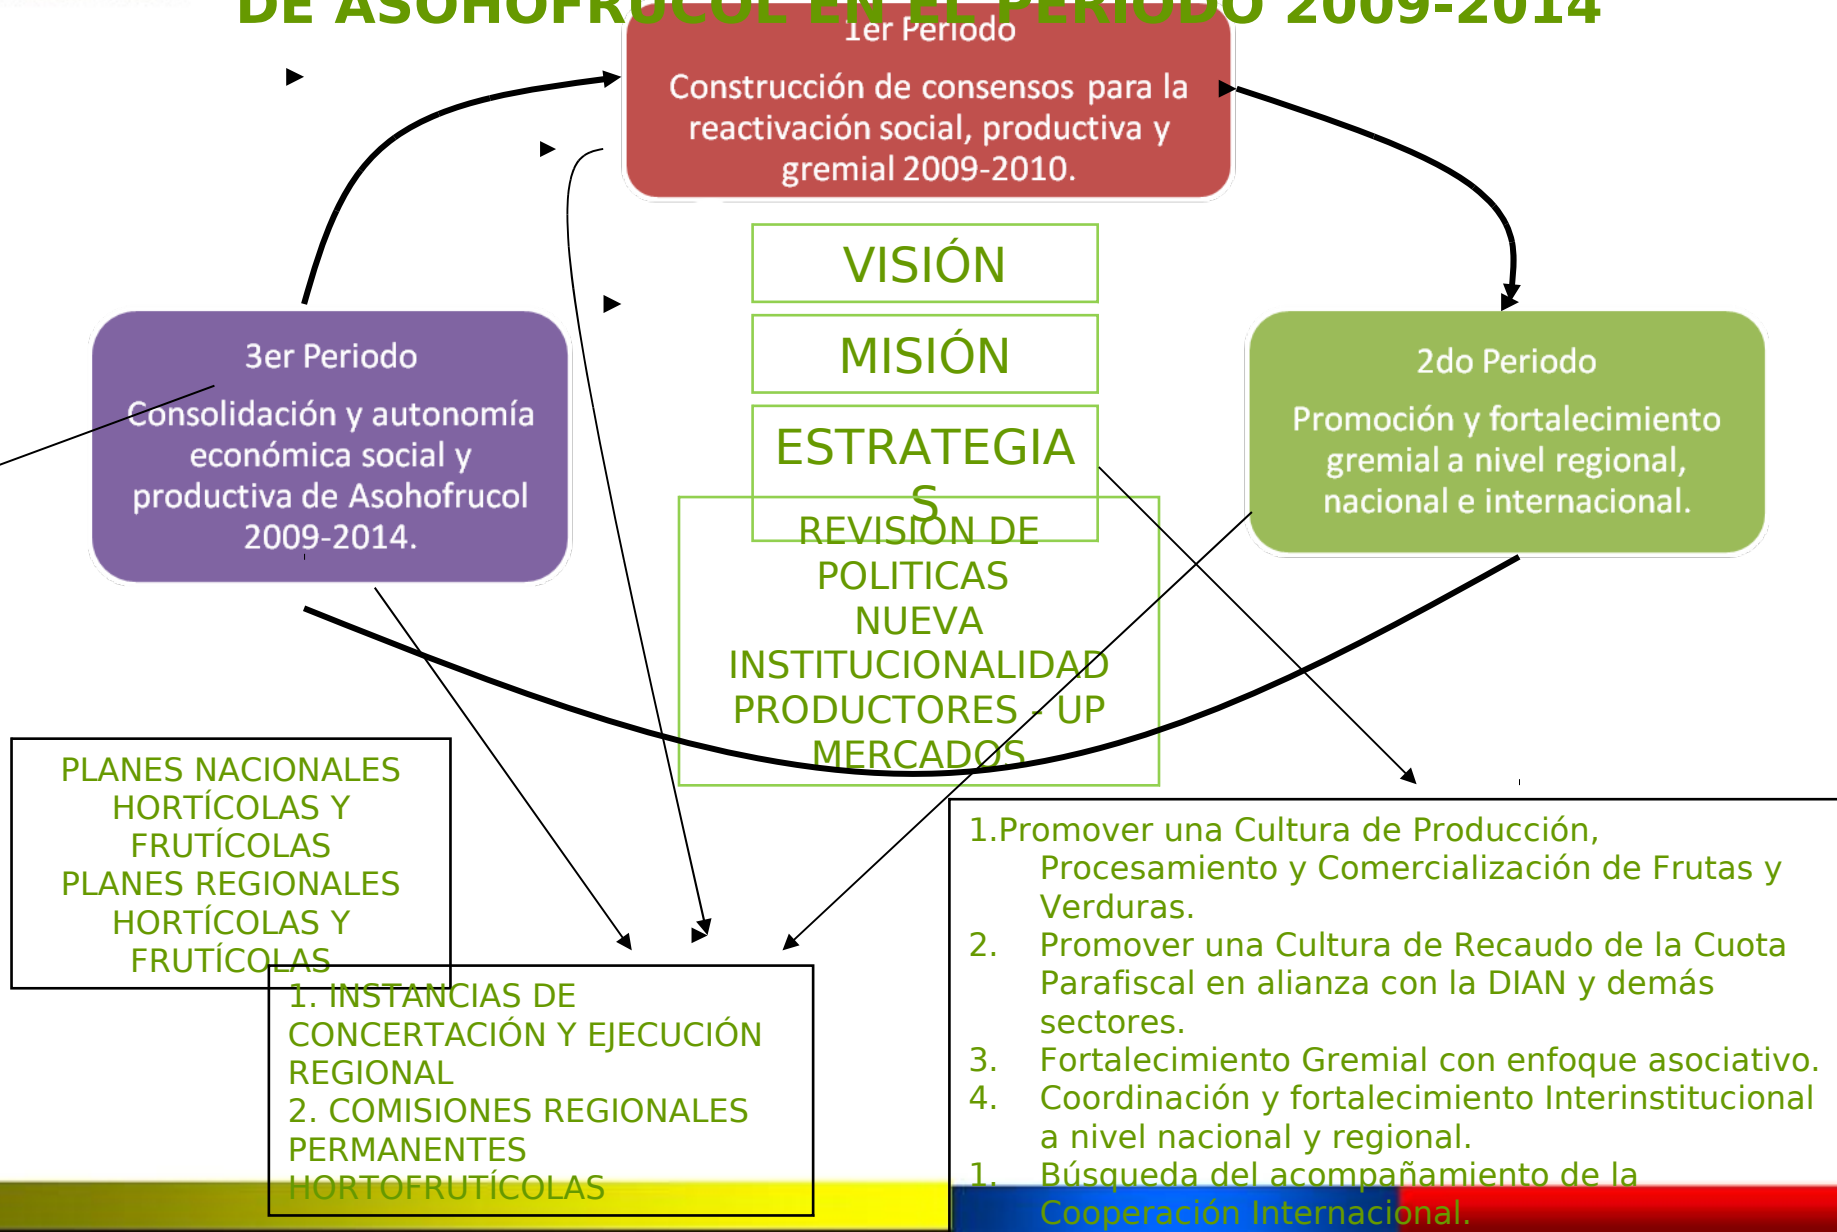 DE ASOHOFRUCOL EN EL PERIODO 2009-2014
1er Periodo
Construcción de consensos para la
reactivación social, productiva y
gremial 2009-2010.
VISIÓN
MISIÓN
ESTRATEGIA
S
3er Periodo
Consolidación y autonomía
económica social y
productiva de Asohofrucol
2009-2014.
2do Periodo
Promoción y fortalecimiento
gremial a nivel regional,
nacional e internacional.
REVISIÓN DE
POLITICAS
NUEVA
INSTITUCIONALIDAD
PRODUCTORES - UP
MERCADOS
PLANES NACIONALES
HORTÍCOLAS Y
FRUTÍCOLAS
PLANES REGIONALES
HORTÍCOLAS Y
FRUTÍCOLAS
1. INSTANCIAS DE
CONCERTACIÓN Y EJECUCIÓN
REGIONAL
2. COMISIONES REGIONALES
PERMANENTES
HORTOFRUTÍCOLAS
1.Promover una Cultura de Producción,
Procesamiento y Comercialización de Frutas y
Verduras.
2. Promover una Cultura de Recaudo de la Cuota
Parafiscal en alianza con la DIAN y demás
sectores.
3. Fortalecimiento Gremial con enfoque asociativo.
4. Coordinación y fortalecimiento Interinstitucional
a nivel nacional y regional.
1. Búsqueda del acompañamiento de la
Cooperación Internacional.